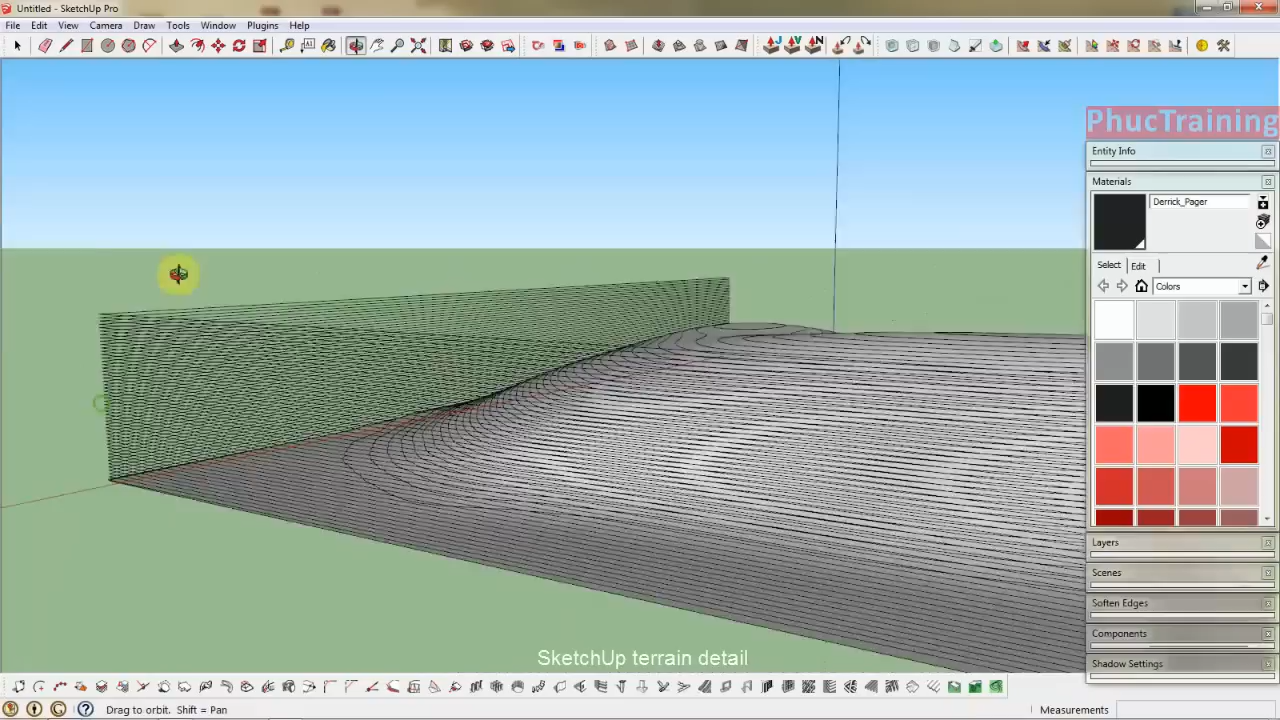 Untitled - SketchUp Pro
File Edit View Camera Draw Tools Window Plugins Help
PhucTraining
Entity Info
Materials
Derrick_Pager
Select Edit
Colors
Layers
Scenes
Soften Edges
Components
Shadow Settings
SketchUp terrain detail
Drag to orbit. Shift = Pan
Measurements